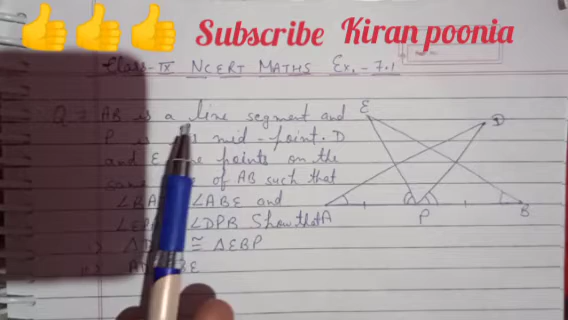 Subscribe Kiran poonia
Class-IX NCERT MATHS Ex.-7.1
Q 7 AB is a line segment and
P is mid-point. D
and E points on the
of AB such that
∠ABE and
∠DPB Show that
≅ ΔEBP
E
D
A
P
B